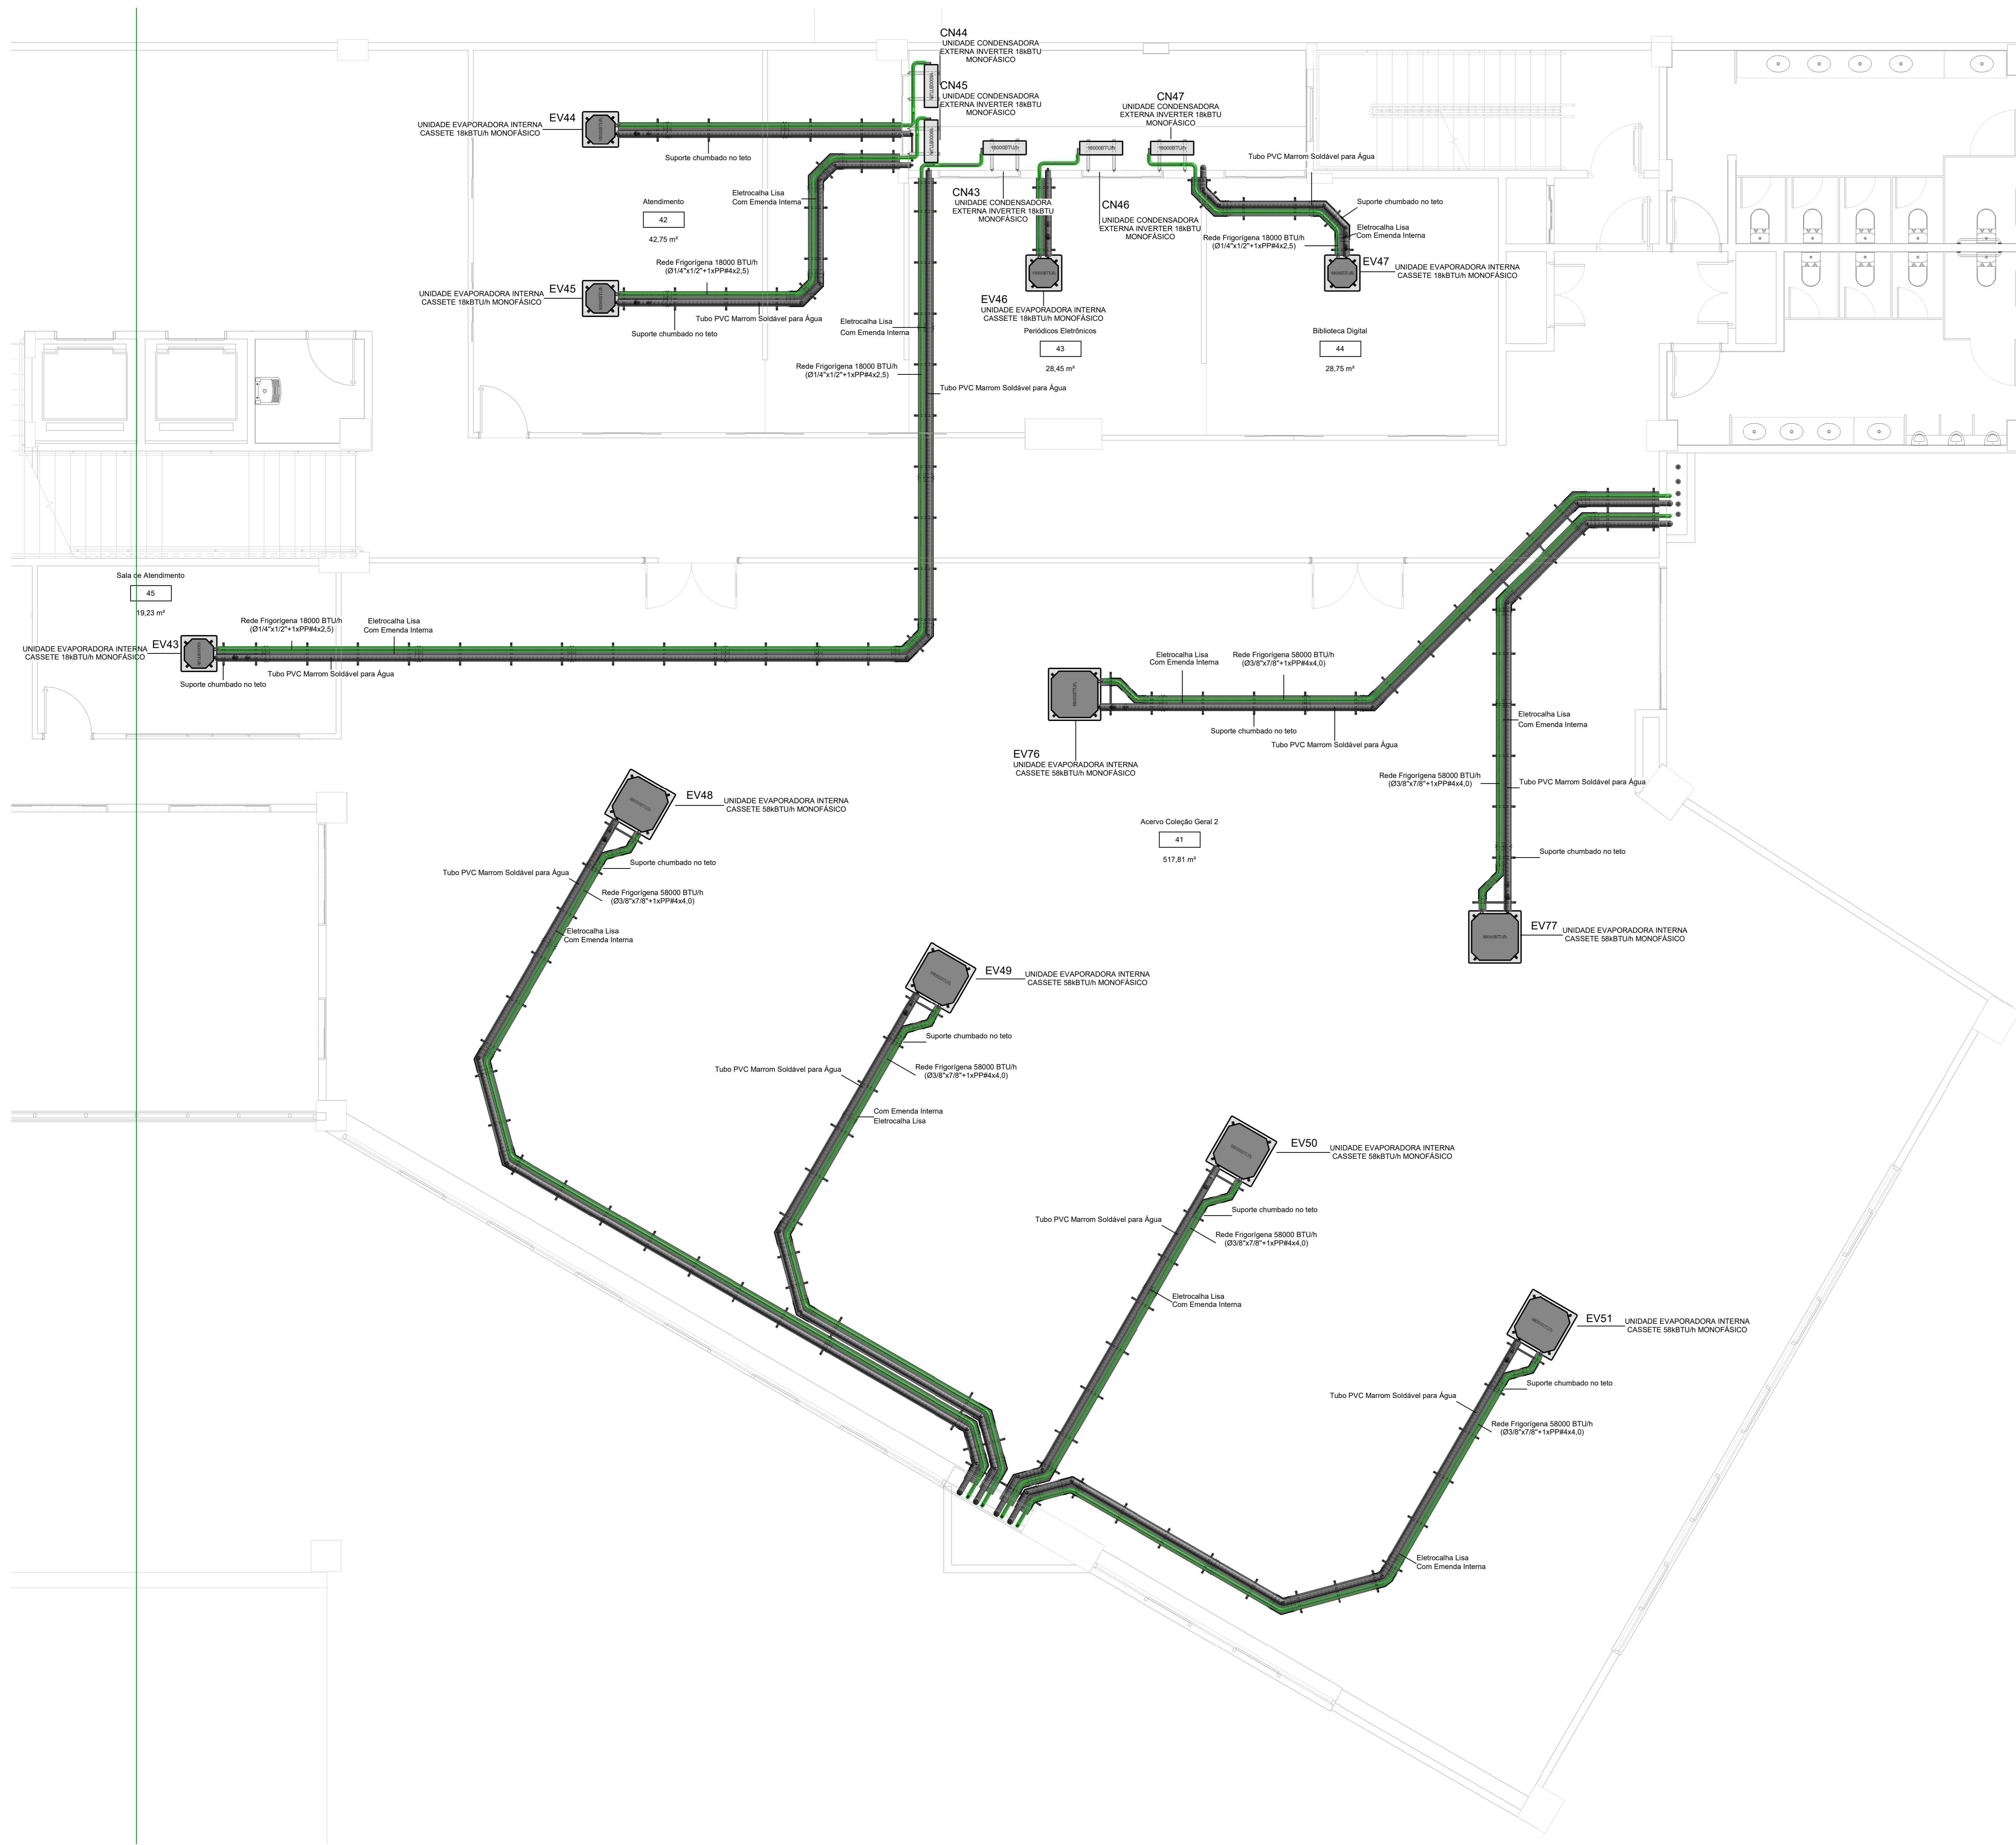 CN44
UNIDADE CONDENSADORA
EXTERNA INVERTER 18kBTU
MONOFÁSICO
CN45
UNIDADE CONDENSADORA
EXTERNA INVERTER 18kBTU
MONOFÁSICO
CN47
UNIDADE CONDENSADORA
EXTERNA INVERTER 18kBTU
MONOFÁSICO
EV44
UNIDADE EVAPORADORA INTERNA
CASSETE 18kBTU/h MONOFÁSICO
Suporte chumbado no teto
18000BTU/h
18000BTU/h
18000BTU/h
18000BTU/h
18000BTU/h
Tubo PVC Marrom Soldável para Água
Eletrocalha Lisa
Com Emenda Interna
Atendimento
42
42,75 m²
CN43
UNIDADE CONDENSADORA
EXTERNA INVERTER 18kBTU
MONOFÁSICO
CN46
UNIDADE CONDENSADORA
EXTERNA INVERTER 18kBTU
MONOFÁSICO
Suporte chumbado no teto
Eletrocalha Lisa
Com Emenda Interna
Rede Frigorígena 18000 BTU/h
(Ø1/4"x1/2"+1xPP#4x2,5)
EV47
UNIDADE EVAPORADORA INTERNA
CASSETE 18kBTU/h MONOFÁSICO
Rede Frigorígena 18000 BTU/h
(Ø1/4"x1/2"+1xPP#4x2,5)
EV45
UNIDADE EVAPORADORA INTERNA
CASSETE 18kBTU/h MONOFÁSICO
Tubo PVC Marrom Soldável para Água
Suporte chumbado no teto
EV46
UNIDADE EVAPORADORA INTERNA
CASSETE 18kBTU/h MONOFÁSICO
Eletrocalha Lisa
Com Emenda Interna
Periódicos Eletrônicos
43
28,45 m²
Biblioteca Digital
44
28,75 m²
Rede Frigorígena 18000 BTU/h
(Ø1/4"x1/2"+1xPP#4x2,5)
Tubo PVC Marrom Soldável para Água
Sala de Atendimento
45
19,23 m²
Rede Frigorígena 18000 BTU/h
(Ø1/4"x1/2"+1xPP#4x2,5)
Eletrocalha Lisa
Com Emenda Interna
EV43
UNIDADE EVAPORADORA INTERNA
CASSETE 18kBTU/h MONOFÁSICO
Tubo PVC Marrom Soldável para Água
Suporte chumbado no teto
Eletrocalha Lisa
Com Emenda Interna
Rede Frigorígena 58000 BTU/h
(Ø3/8"x7/8"+1xPP#4x4,0)
Suporte chumbado no teto
Tubo PVC Marrom Soldável para Água
EV76
UNIDADE EVAPORADORA INTERNA
CASSETE 58kBTU/h MONOFÁSICO
Eletrocalha Lisa
Com Emenda Interna
Rede Frigorígena 58000 BTU/h
(Ø3/8"x7/8"+1xPP#4x4,0)
Tubo PVC Marrom Soldável para Água
Suporte chumbado no teto
EV77
UNIDADE EVAPORADORA INTERNA
CASSETE 58kBTU/h MONOFÁSICO
Acervo Coleção Geral 2
41
517,81 m²
EV48
UNIDADE EVAPORADORA INTERNA
CASSETE 58kBTU/h MONOFÁSICO
Suporte chumbado no teto
Tubo PVC Marrom Soldável para Água
Rede Frigorígena 58000 BTU/h
(Ø3/8"x7/8"+1xPP#4x4,0)
Eletrocalha Lisa
Com Emenda Interna
EV49
UNIDADE EVAPORADORA INTERNA
CASSETE 58kBTU/h MONOFÁSICO
Suporte chumbado no teto
Tubo PVC Marrom Soldável para Água
Rede Frigorígena 58000 BTU/h
(Ø3/8"x7/8"+1xPP#4x4,0)
Com Emenda Interna
Eletrocalha Lisa
EV50
UNIDADE EVAPORADORA INTERNA
CASSETE 58kBTU/h MONOFÁSICO
Suporte chumbado no teto
Tubo PVC Marrom Soldável para Água
Rede Frigorígena 58000 BTU/h
(Ø3/8"x7/8"+1xPP#4x4,0)
Eletrocalha Lisa
Com Emenda Interna
EV51
UNIDADE EVAPORADORA INTERNA
CASSETE 58kBTU/h MONOFÁSICO
Suporte chumbado no teto
Tubo PVC Marrom Soldável para Água
Rede Frigorígena 58000 BTU/h
(Ø3/8"x7/8"+1xPP#4x4,0)
Eletrocalha Lisa
Com Emenda Interna